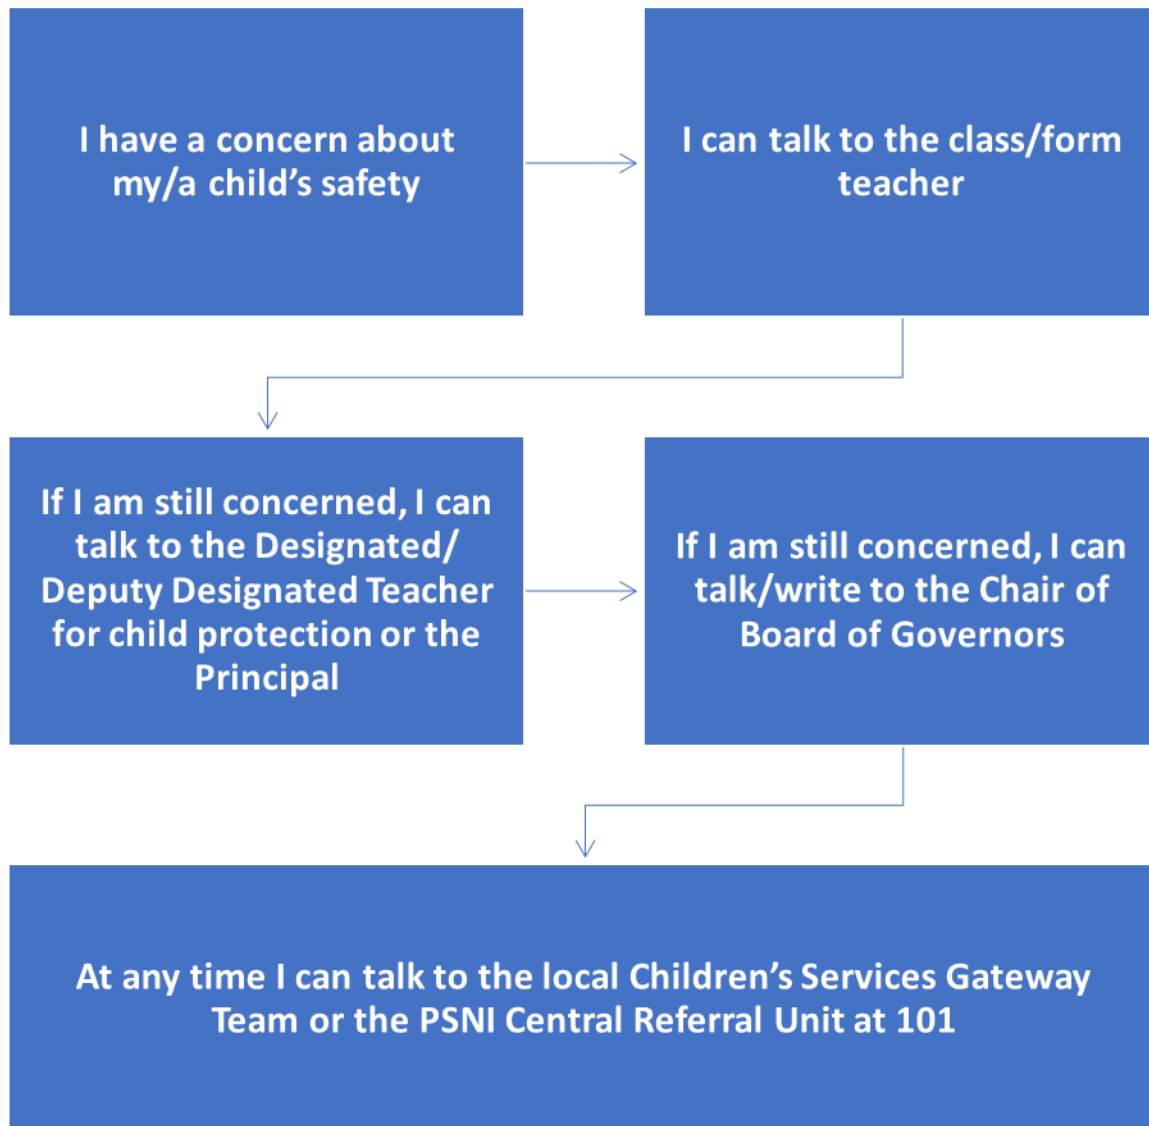 I have a concern about
my/a child’s safety
I can talk to the class/form
teacher
If I am still concerned, I can
talk to the Designated/
Deputy Designated Teacher
for child protection or the
Principal
If I am still concerned, I can
talk/write to the Chair of
Board of Governors
At any time I can talk to the local Children’s Services Gateway
Team or the PSNI Central Referral Unit at 101